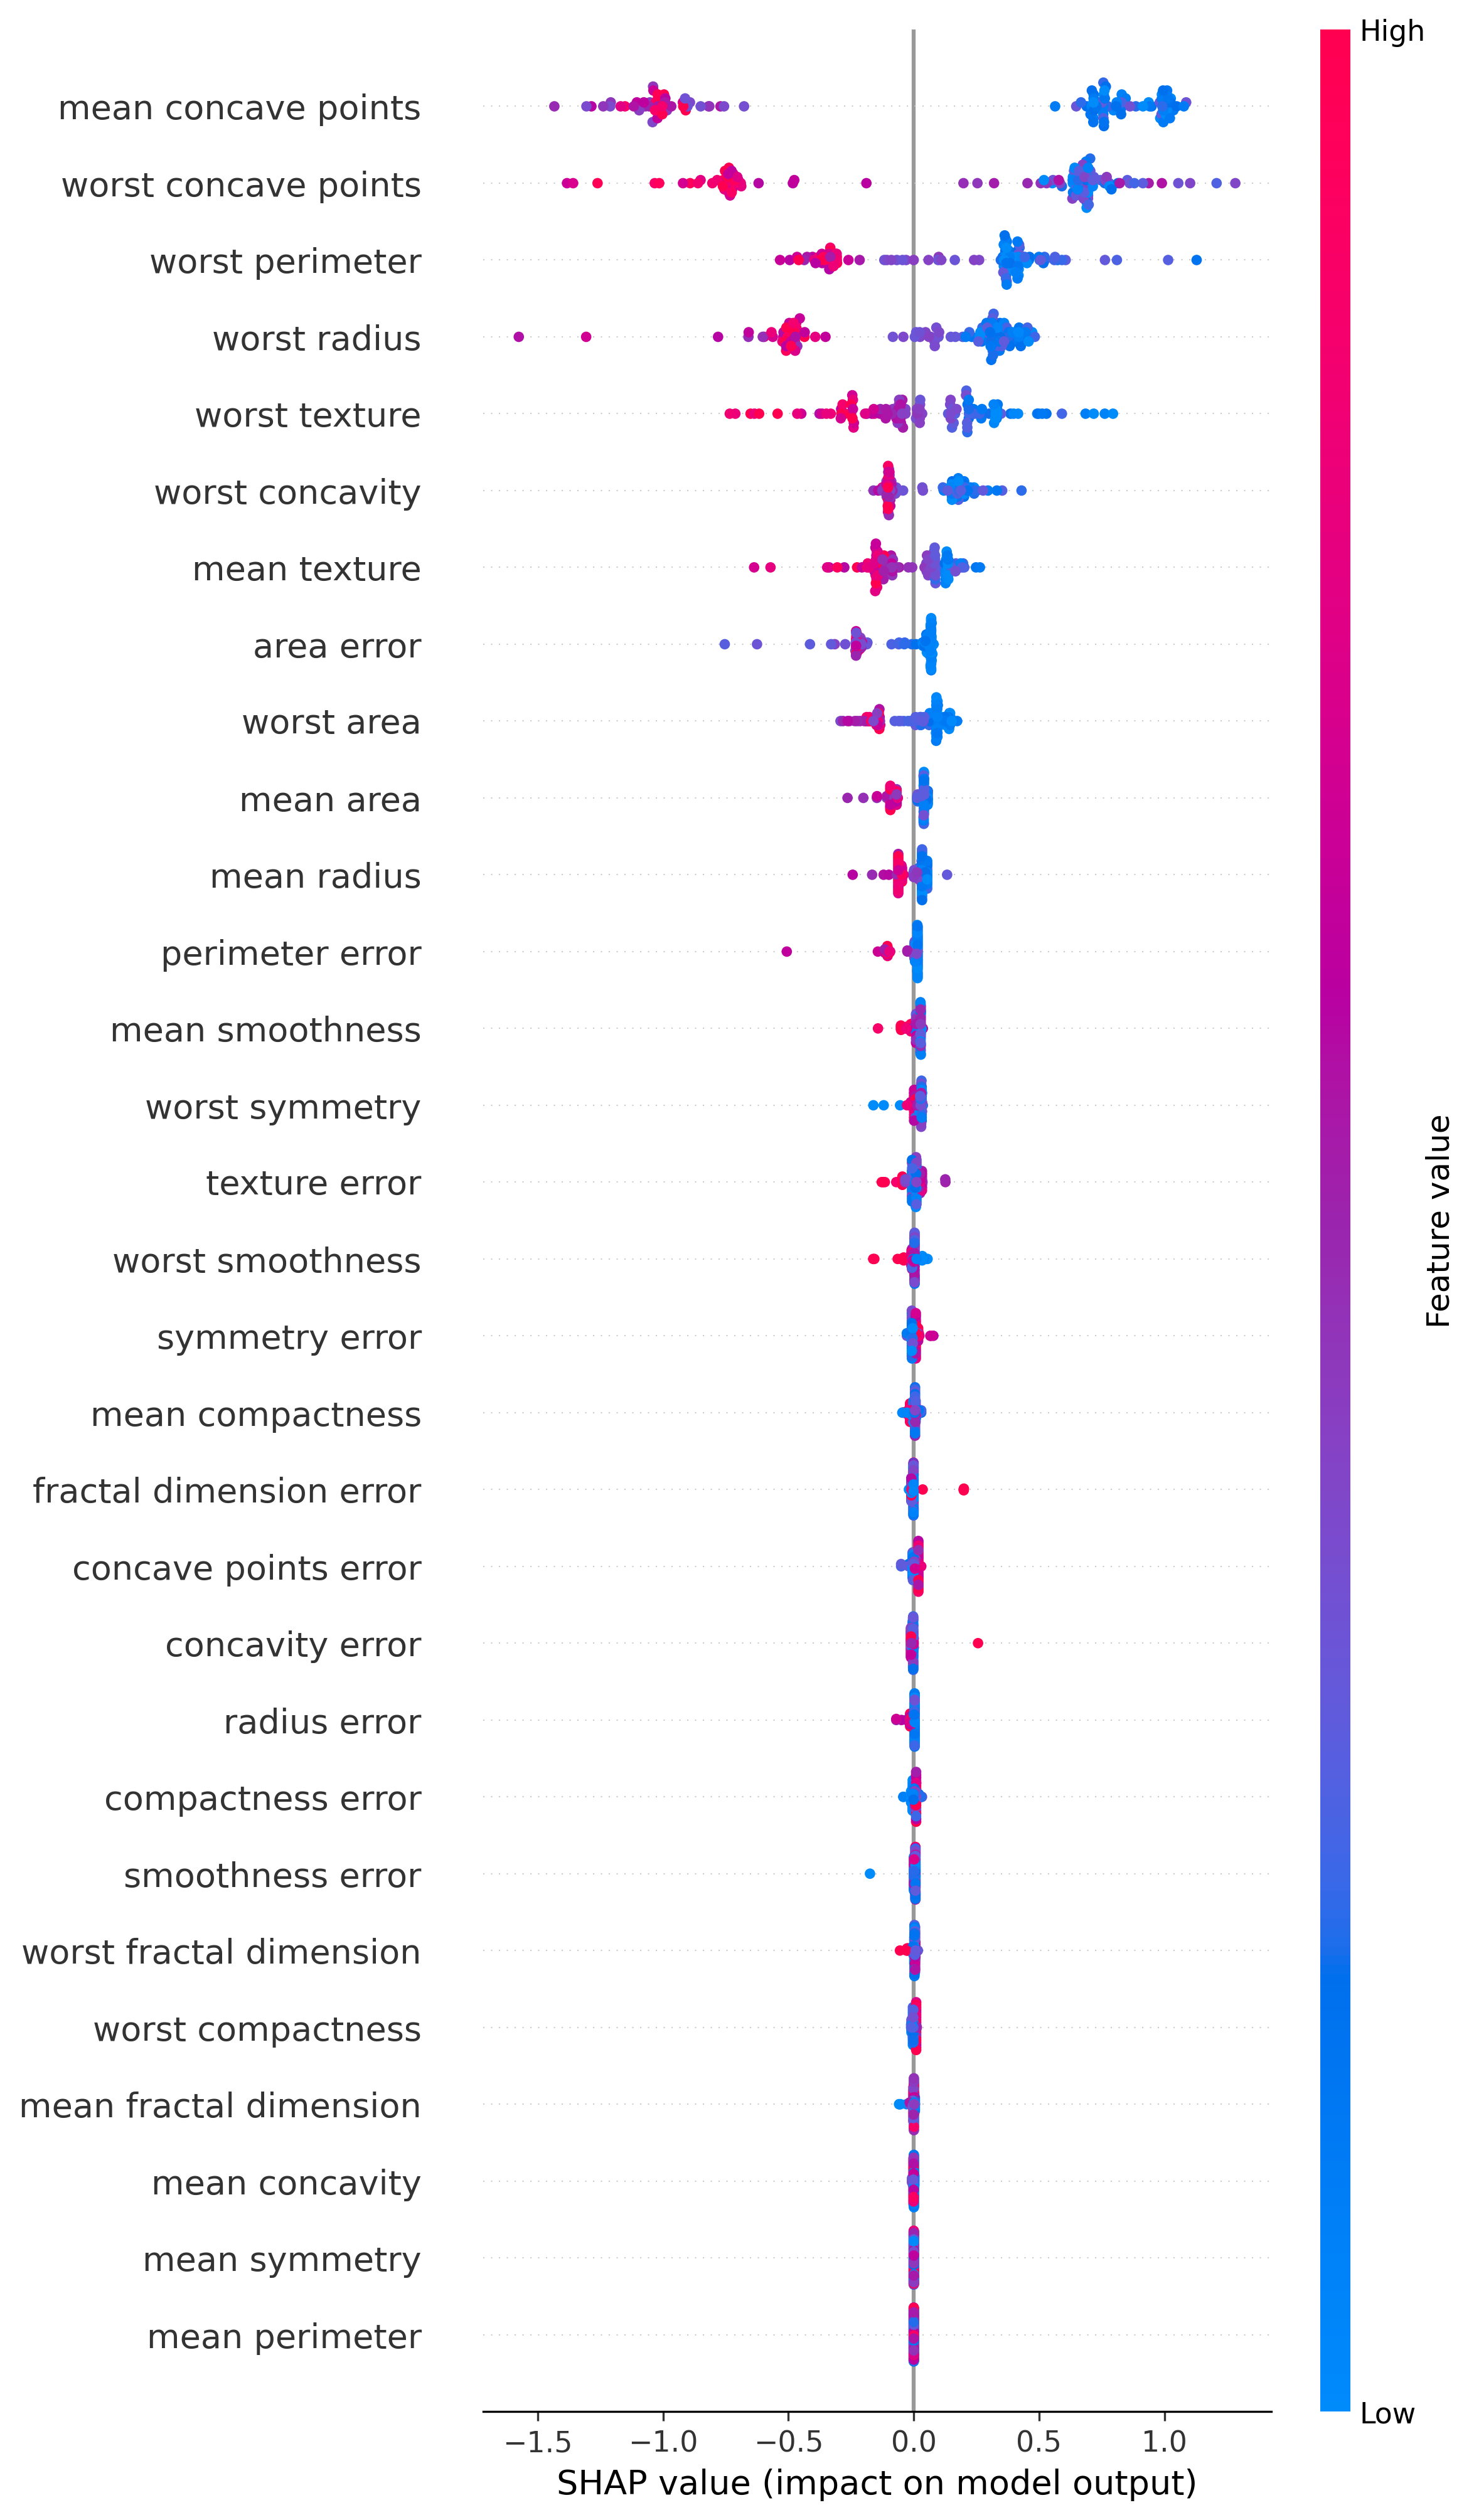 High
mean concave points
worst concave points
worst perimeter
worst radius
worst texture
worst concavity
mean texture
area error
worst area
mean area
mean radius
perimeter error
mean smoothness
worst symmetry
texture error
worst smoothness
symmetry error
mean compactness
fractal dimension error
concave points error
concavity error
radius error
compactness error
smoothness error
worst fractal dimension
worst compactness
mean fractal dimension
mean concavity
mean symmetry
mean perimeter
Feature value
Low
−1.5 −1.0 −0.5 0.0 0.5 1.0
SHAP value (impact on model output)